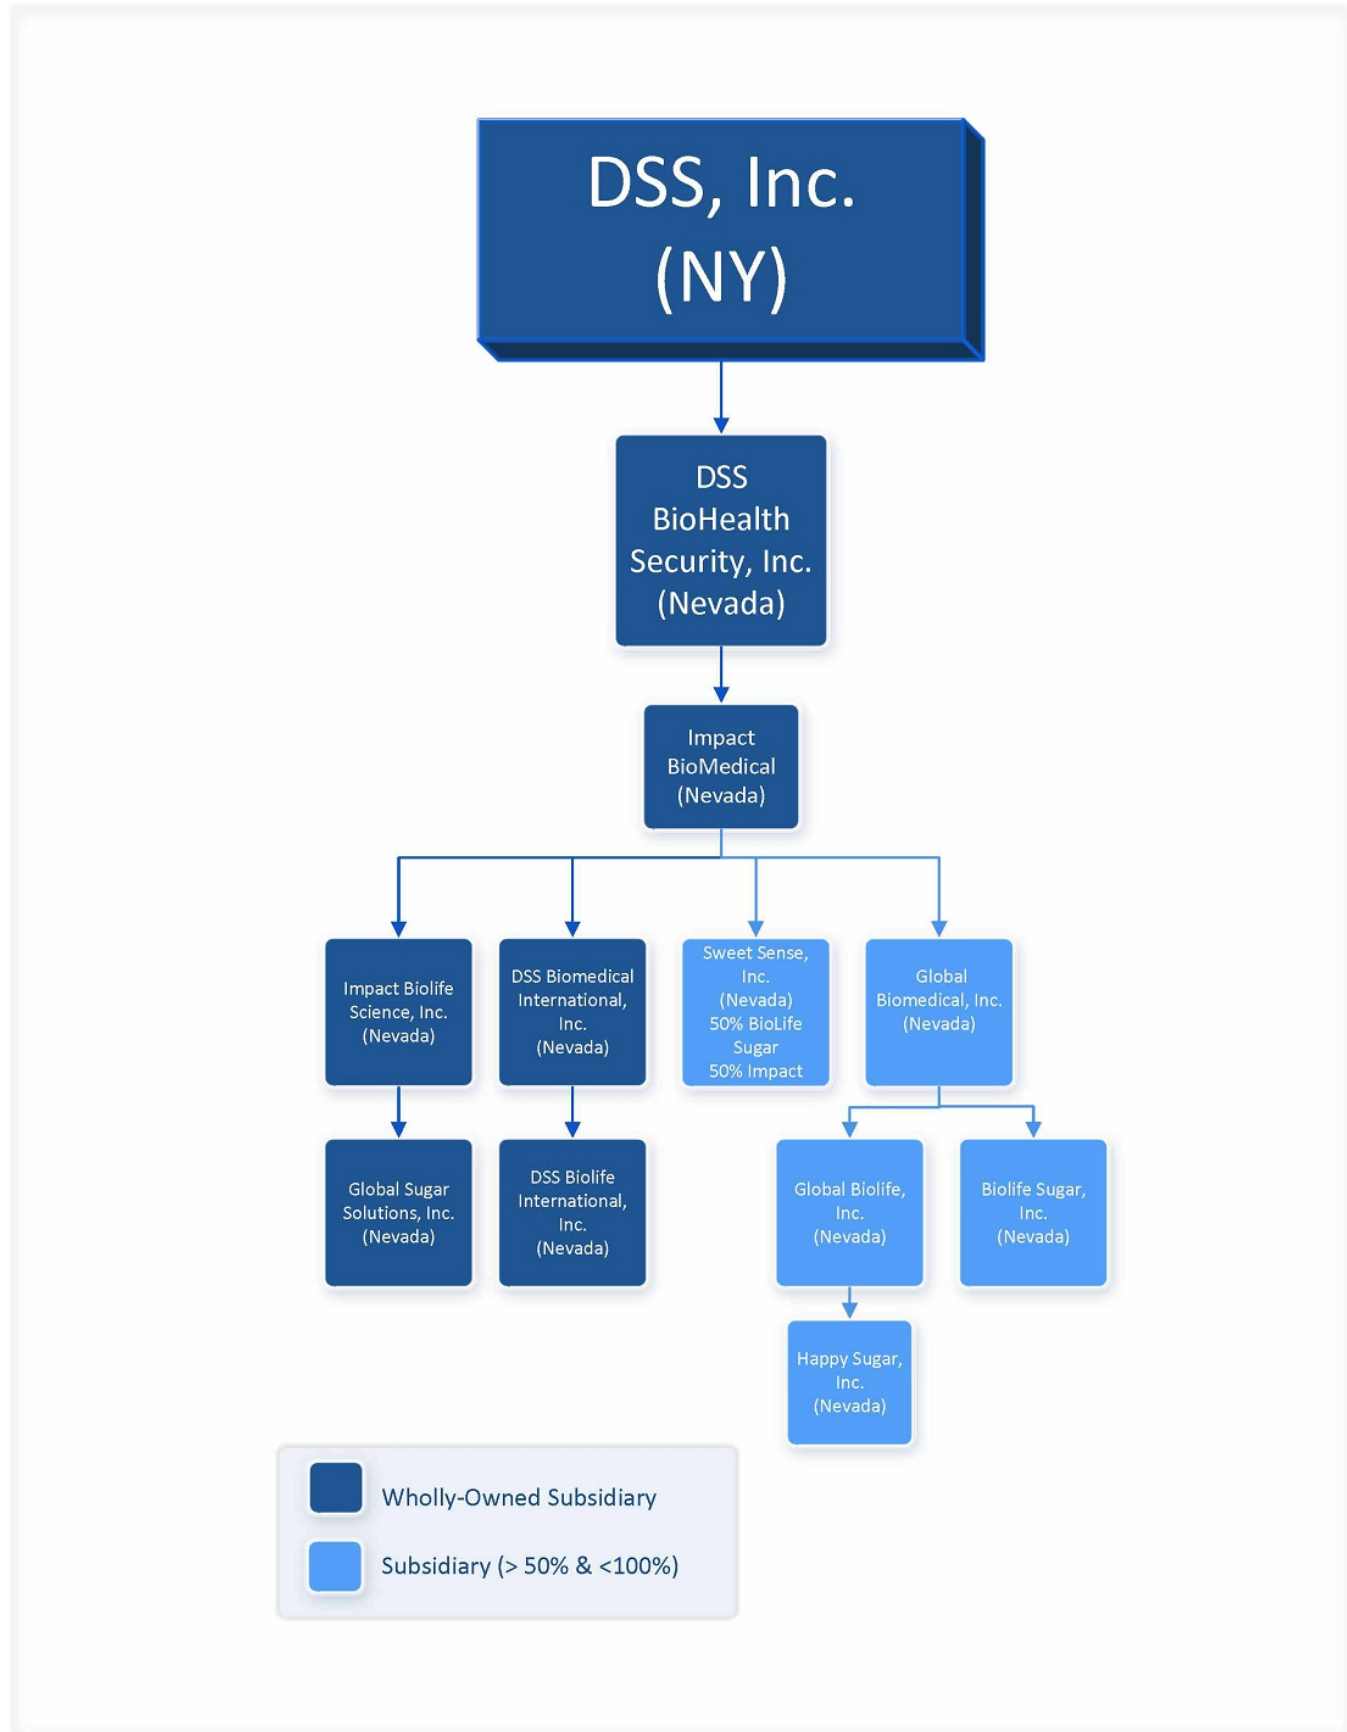 DSS, Inc.
(NY)
DSS
BioHealth
Security, Inc.
(Nevada)
Impact
BioMedical
(Nevada)
Impact Biolife
Science, Inc.
(Nevada)
DSS Biomedical
International,
Inc.
(Nevada)
Sweet Sense,
Inc.
(Nevada)
50% BioLife
Sugar
50% Impact
Global
Biomedical, Inc.
(Nevada)
Global Sugar
Solutions, Inc.
(Nevada)
DSS Biolife
International,
Inc.
(Nevada)
Global Biolife,
Inc.
(Nevada)
Biolife Sugar,
Inc.
(Nevada)
Happy Sugar,
Inc.
(Nevada)
Wholly-Owned Subsidiary
Subsidiary (> 50% & <100%)